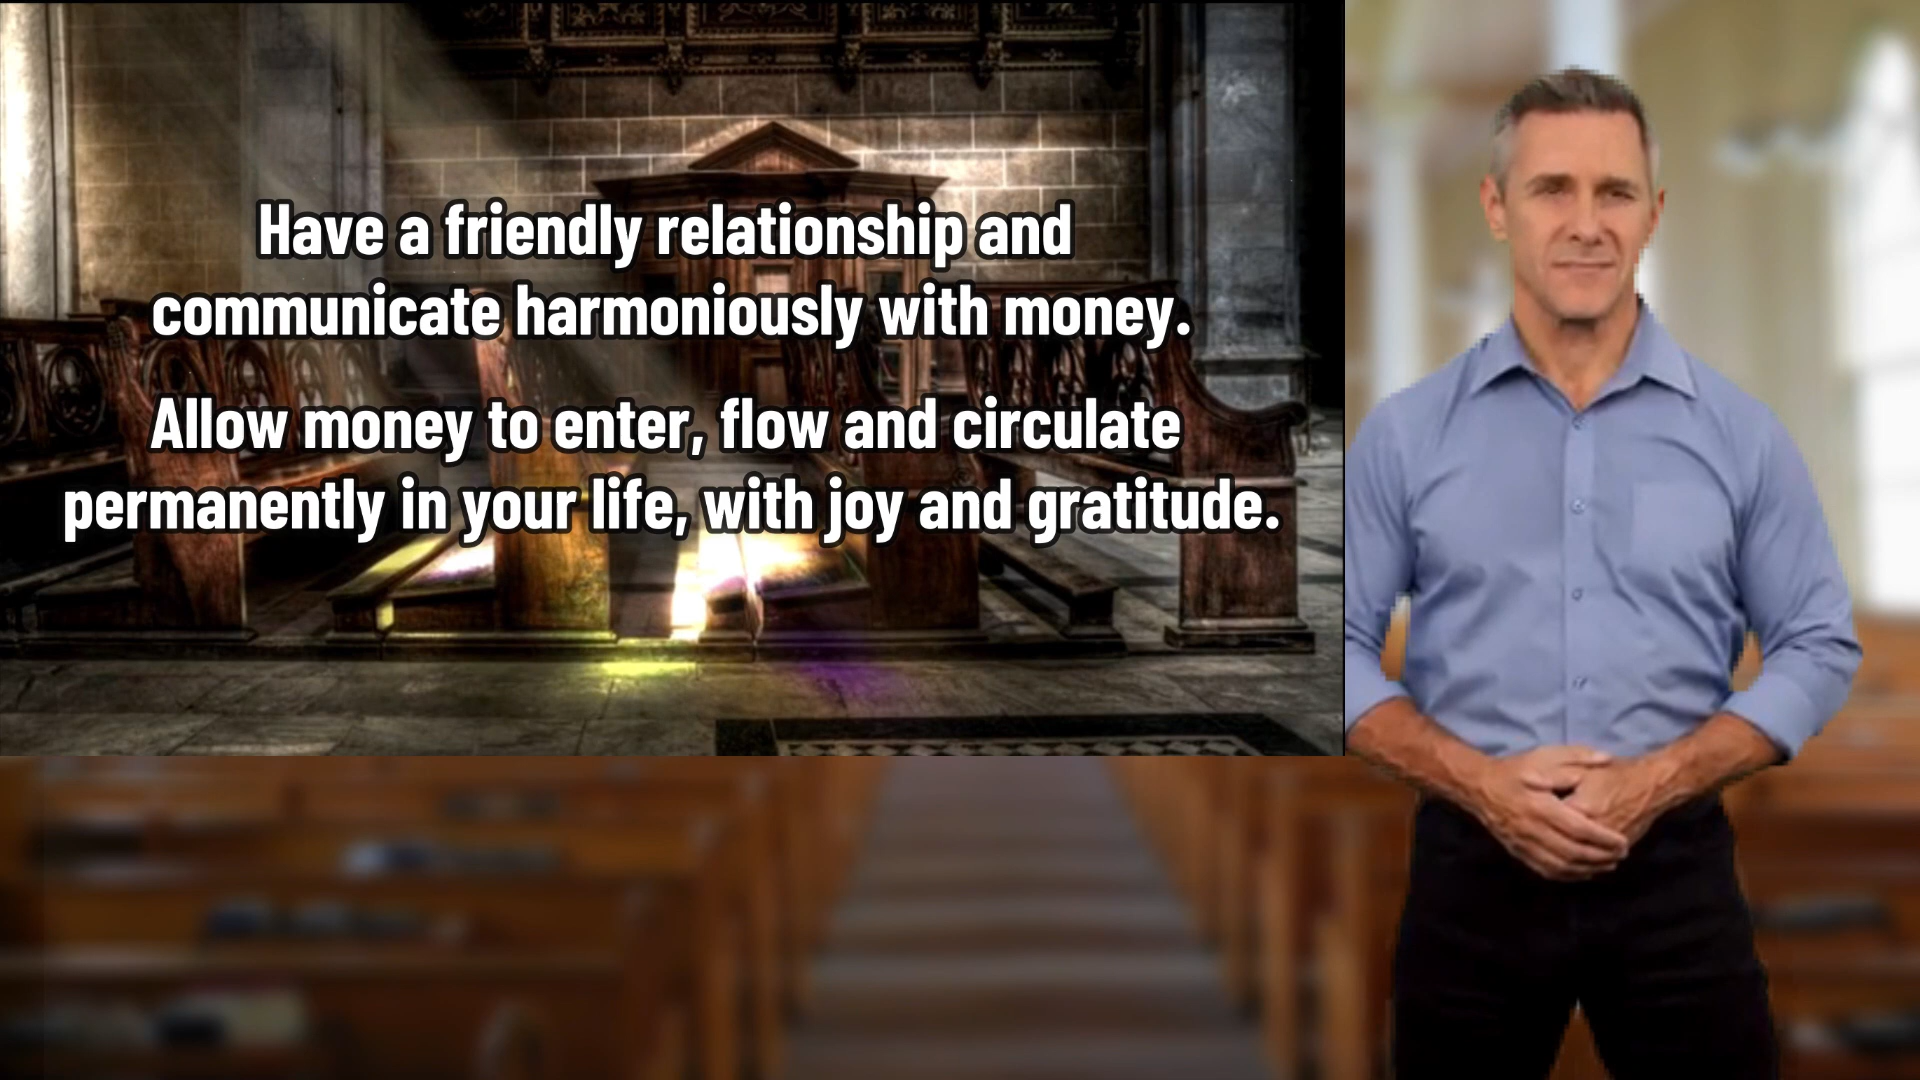 Have a friendly relationship and
communicate harmoniously with money.
Allow money to enter, flow and circulate
permanently in your life, with joy and gratitude.